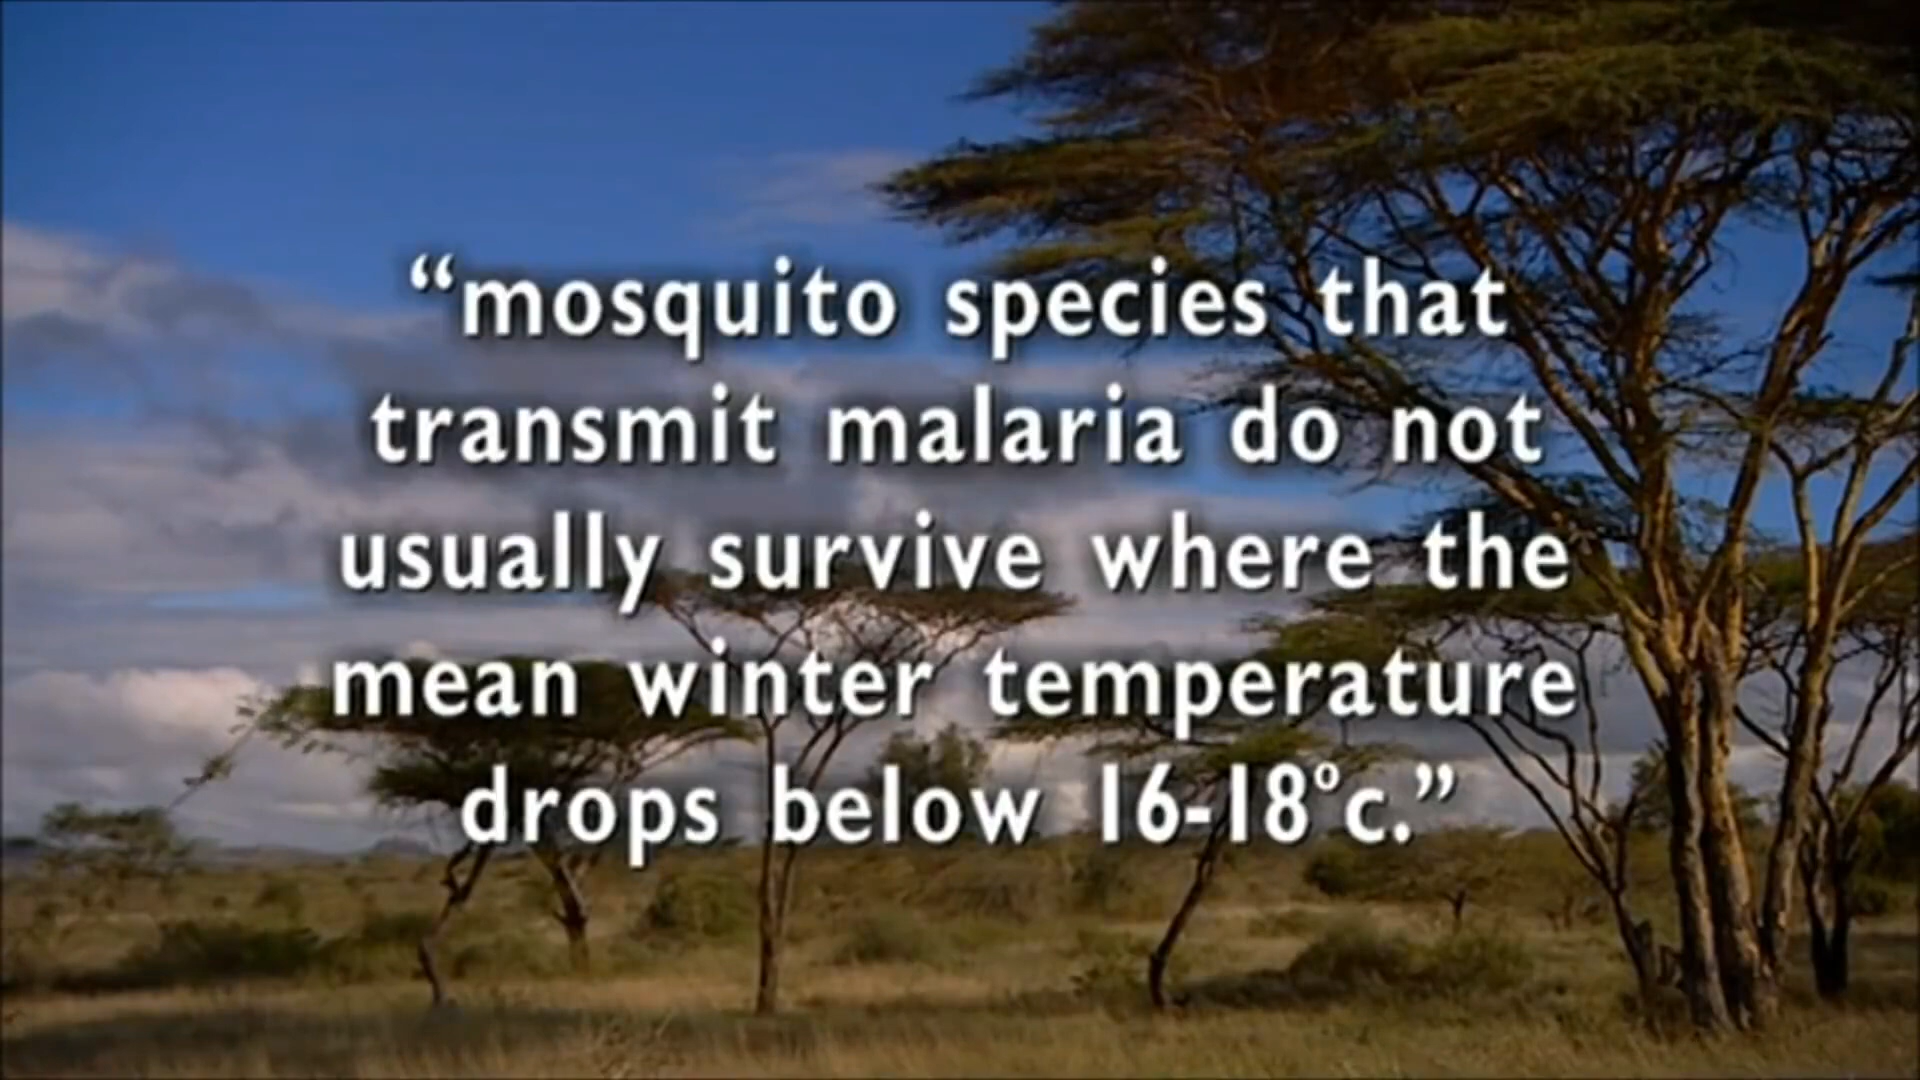 “mosquito species that
transmit malaria do not
usually survive where the
mean winter temperature
drops below 16-18°c.”